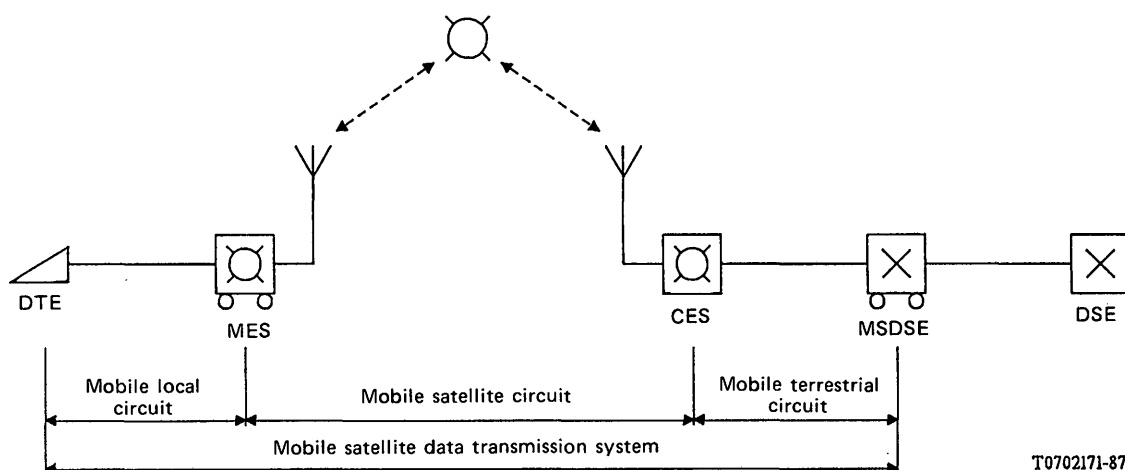 DTE
MES
CES
MSDSE
DSE
Mobile local
circuit
Mobile satellite circuit
Mobile terrestrial
circuit
Mobile satellite data transmission system
T0702171-87